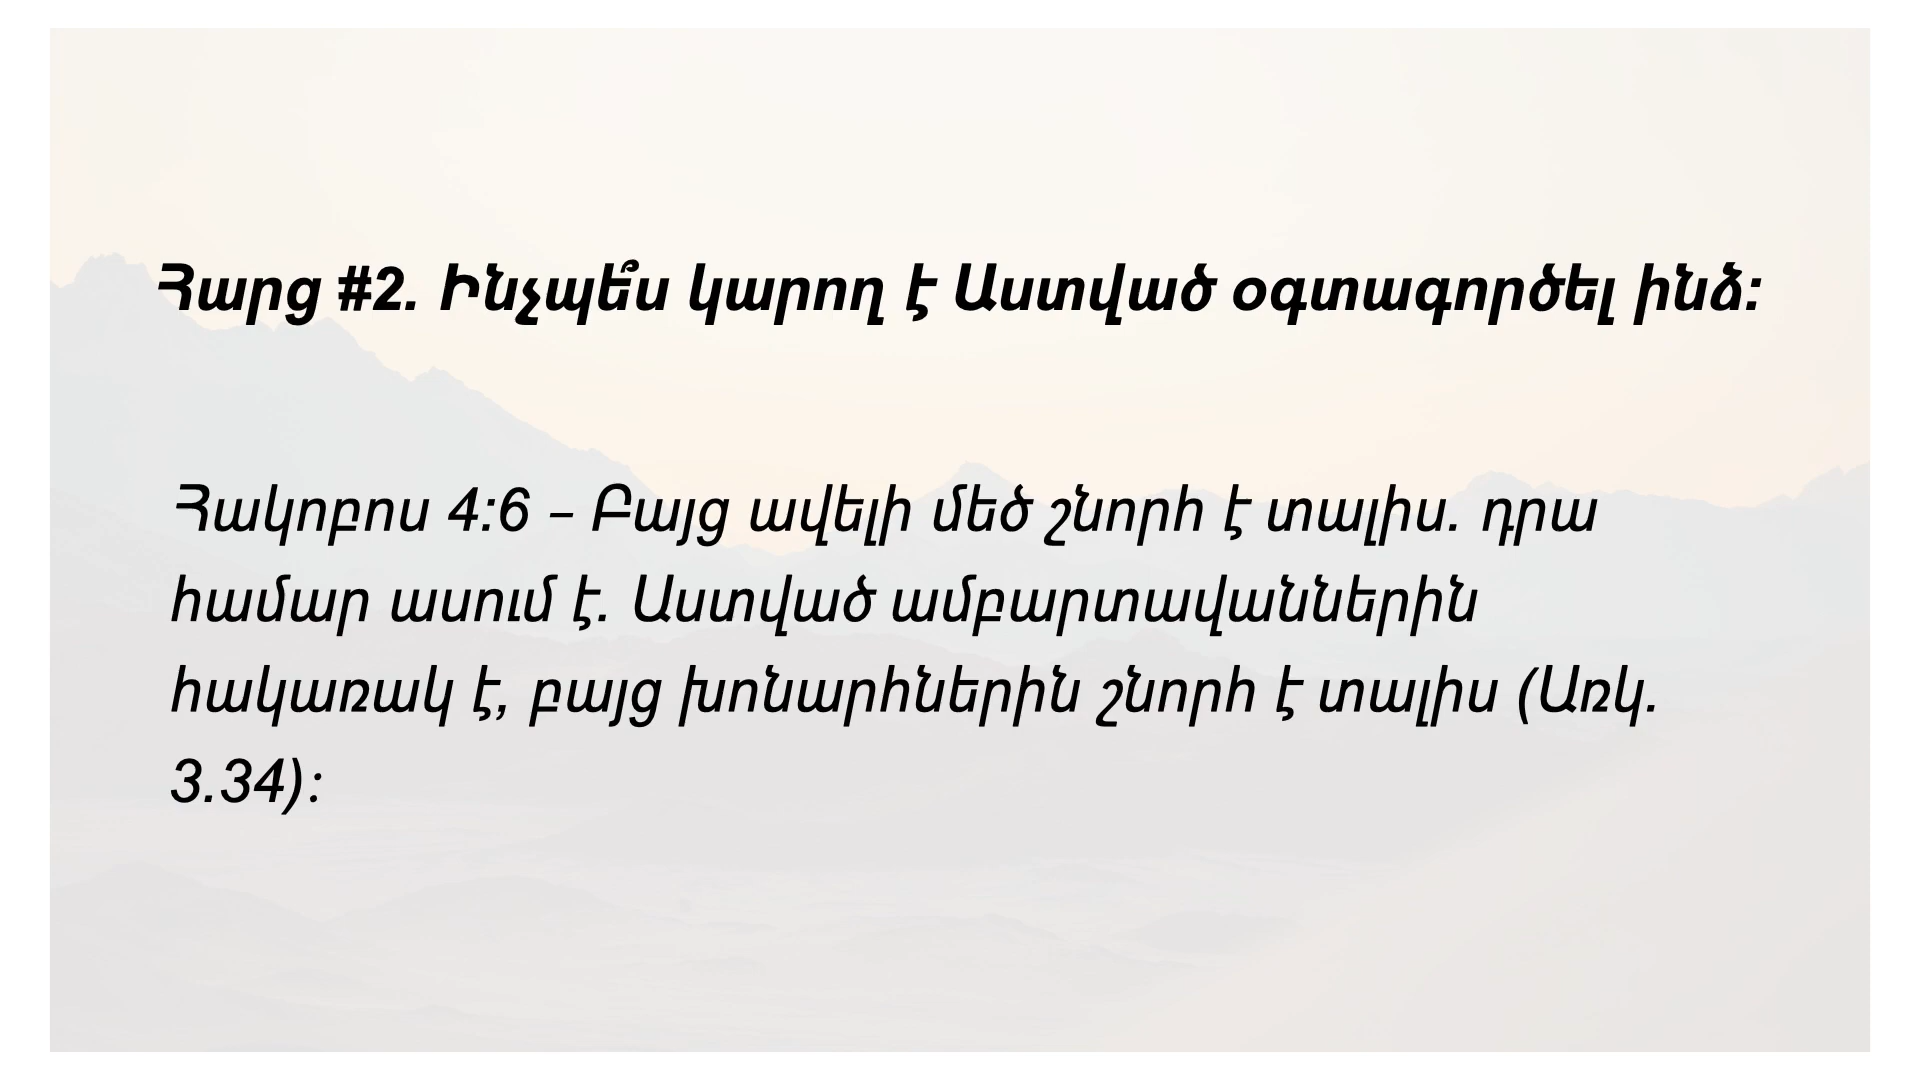 Հարց #2. Ինչպե՞ս կարող է Աստված օգտագործել ինձ:
Հակոբոս 4:6 – Բայց ավելի մեծ շնորհ է տալիս. դրա
համար ասում է. Աստված ամբարտավաններին
հակառակ է, բայց խոնարհներին շնորհ է տալիս (Առկ.
3.34):